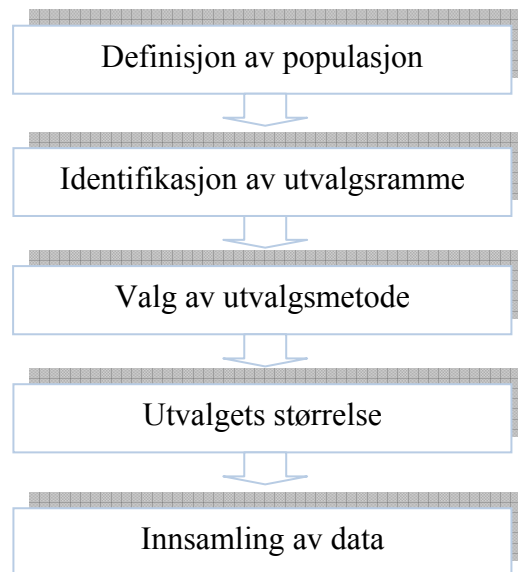 Definisjon av populasjon
Identifikasjon av utvalgsramme
Valg av utvalgsmetode
Utvalgets størrelse
Innsamling av data